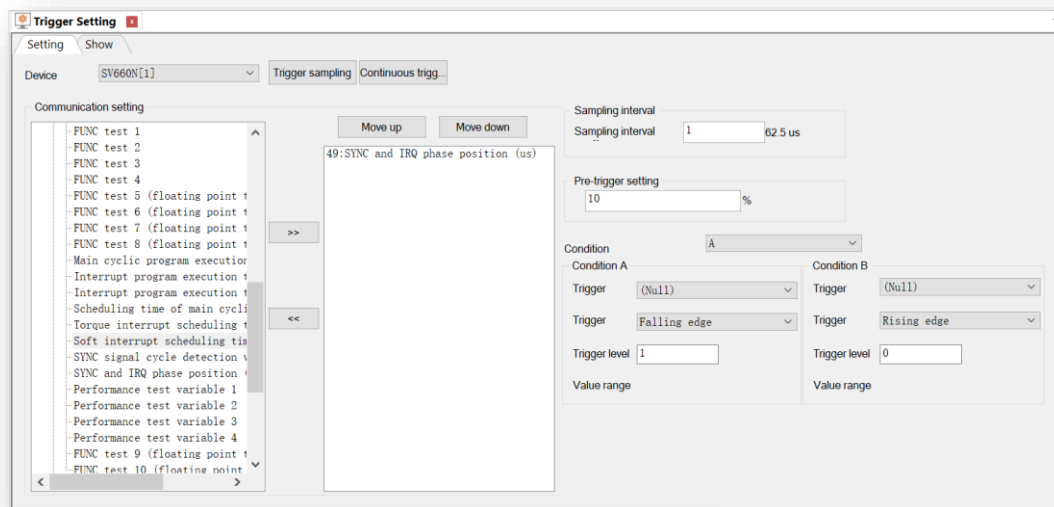 Trigger Setting
Setting Show
Device SV660N[1] Trigger sampling Continuous trigg...
Communication setting
FUNC test 1
FUNC test 2
FUNC test 3
FUNC test 4
FUNC test 5 (floating point t
FUNC test 6 (floating point t
FUNC test 7 (floating point t
FUNC test 8 (floating point t
Main cyclic program execution
Interrupt program execution t
Interrupt program execution t
Scheduling time of main cycli
Torque interrupt scheduling t
Soft interrupt scheduling tim
SYNC signal cycle detection v
SYNC and IRQ phase position (
Performance test variable 1
Performance test variable 2
Performance test variable 3
Performance test variable 4
FUNC test 9 (floating point t
FUNC test 10 (floating point
>>
<<
Move up Move down
49:SYNC and IRQ phase position (us)
Sampling interval
Sampling interval 1 62.5 us
Pre-trigger setting
10 %
Condition A
Condition A
Trigger (Null)
Trigger Falling edge
Trigger level 1
Value range
Condition B
Trigger (Null)
Trigger Rising edge
Trigger level 0
Value range